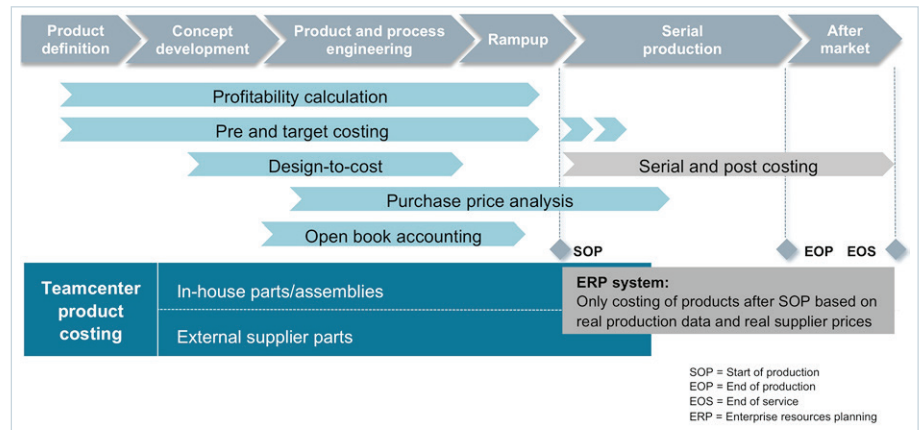 Product
definition
Concept
development
Product and process
engineering
Rampup
Serial
production
After
market
Profitability calculation
Pre and target costing
Design-to-cost
Serial and post costing
Purchase price analysis
Open book accounting
SOP
EOP
EOS
Teamcenter
product
costing
In-house parts/assemblies
External supplier parts
ERP system:
Only costing of products after SOP based on
real production data and real supplier prices
SOP = Start of production
EOP = End of production
EOS = End of service
ERP = Enterprise resources planning